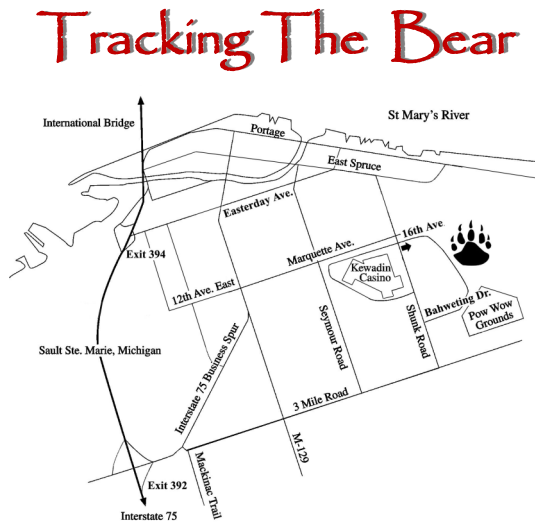 Tracking The Bear
International Bridge
St Mary's River
Portage
East Spruce
Easterday Ave.
16th Ave
Marquette Ave.
Exit 394
Kewadin
Casino
12th Ave. East
Bahweting Dr.
Pow Wow
Grounds
Seymour Road
Shunk Road
Sault Ste. Marie, Michigan
Interstate 75 Business Spur
3 Mile Road
M-129
Mackinac Trail
Exit 392
Interstate 75